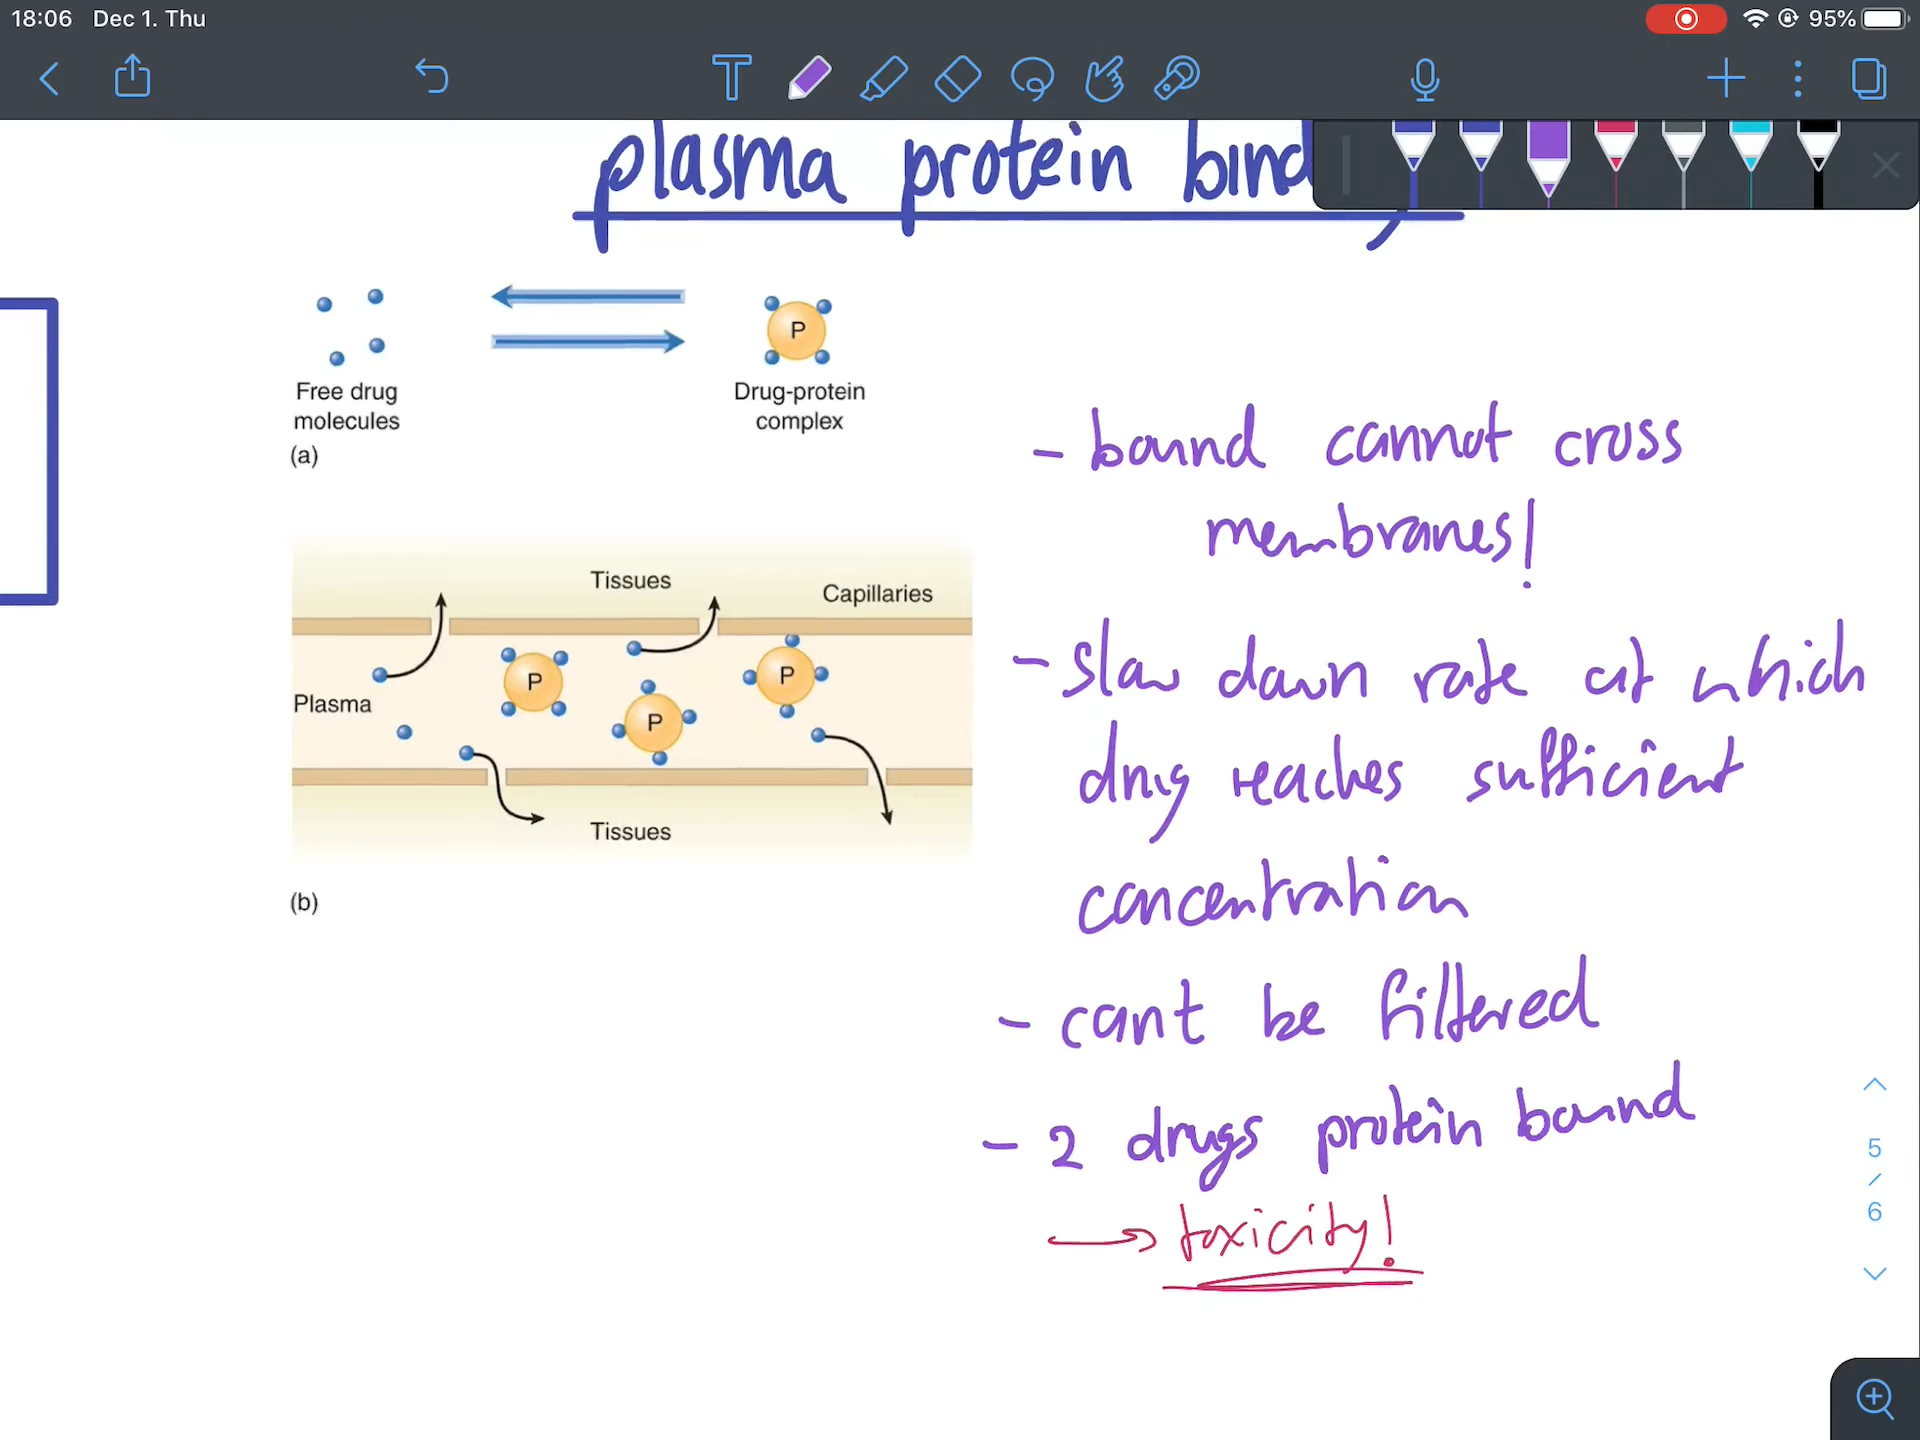 18:06 Dec 1. Thu
95%
plasma protein bind
Free drug
molecules
P
Drug-protein
complex
(a)
- bound cannot cross
membranes!
Tissues
Capillaries
- slow down rate at which
P
P
Plasma
P
drug reaches sufficient
Tissues
concentration
(b)
- cant be filtered
- 2 drugs protein bound
→ toxicity!
5
/
6